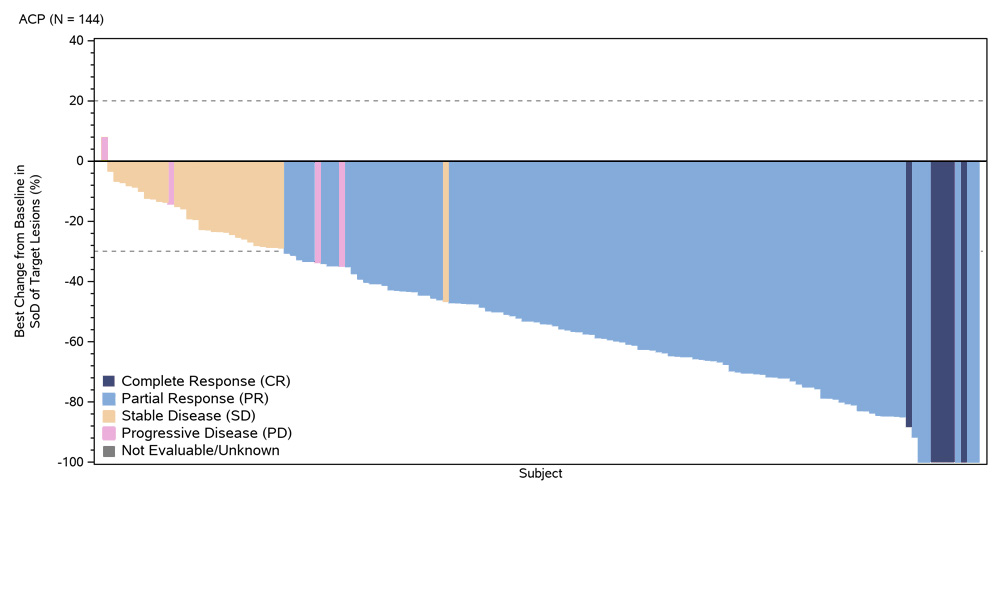 ACP (N = 144)
40
20
0
-20
-40
-60
-80
-100
Best Change from Baseline in
SoD of Target Lesions (%)
Complete Response (CR)
Partial Response (PR)
Stable Disease (SD)
Progressive Disease (PD)
Not Evaluable/Unknown
Subject